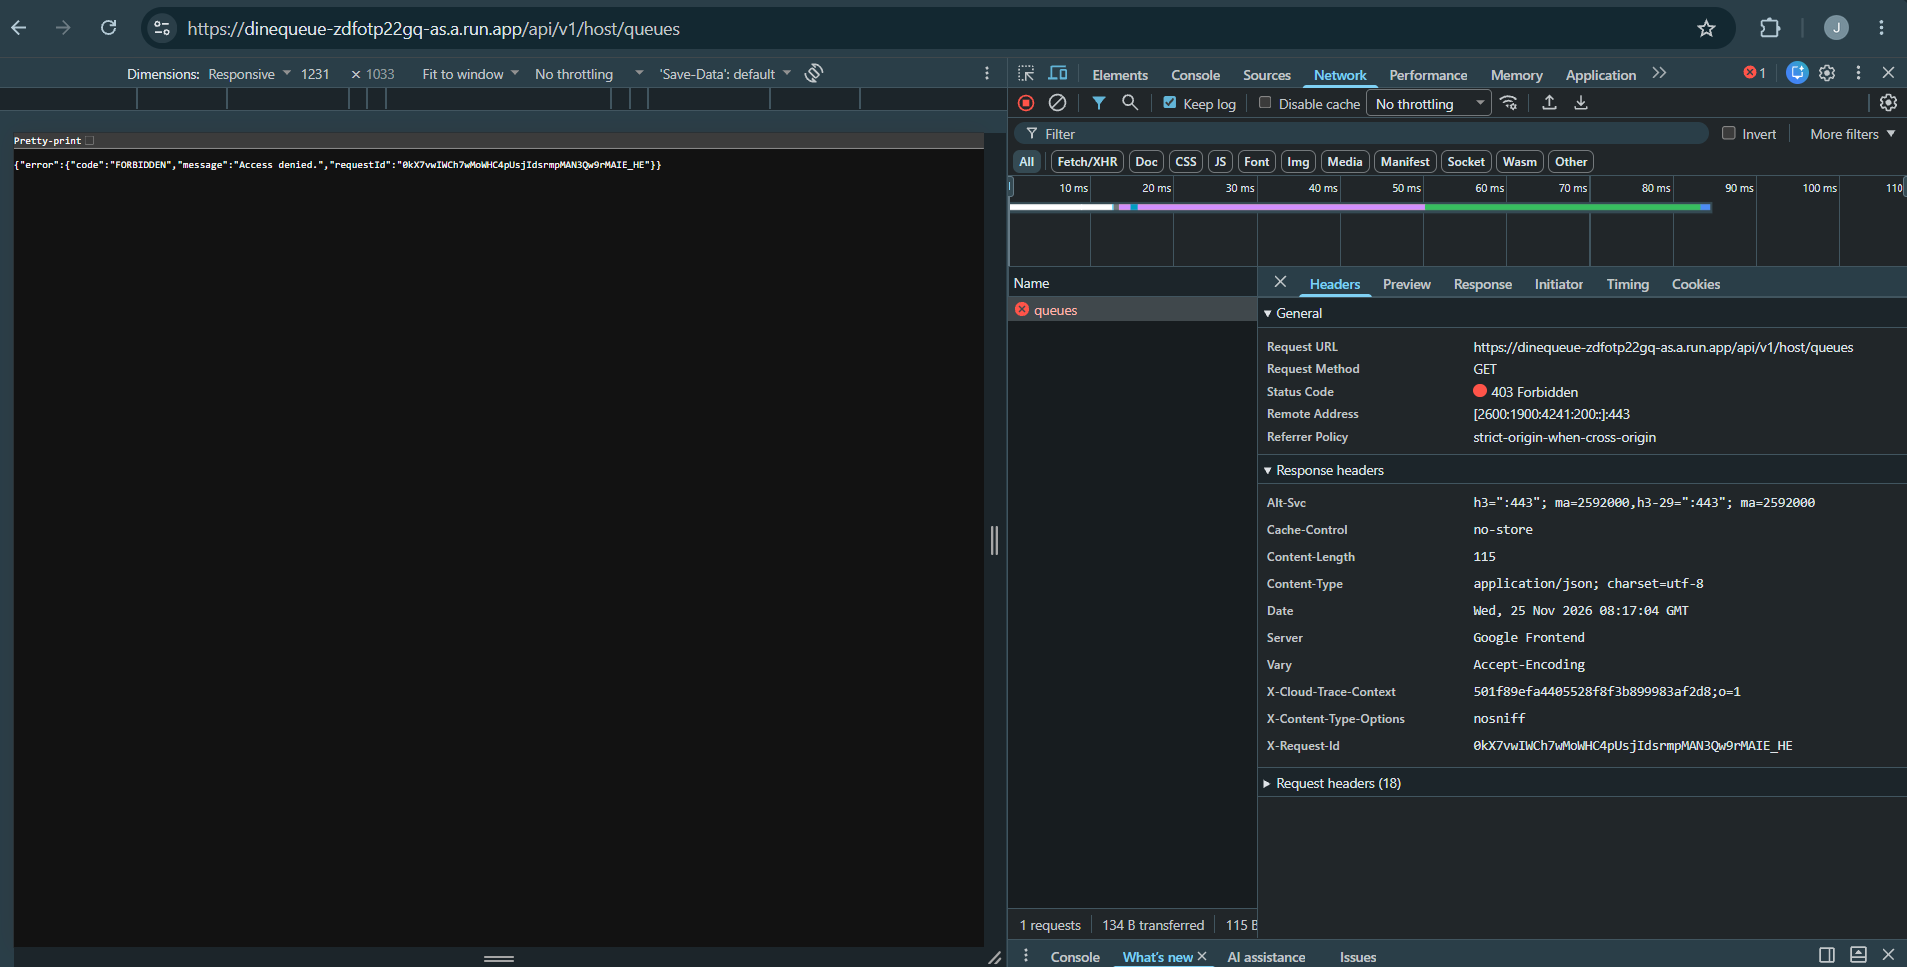 https://dinequeue-zdfotp22gq-as.a.run.app/api/v1/host/queues
J
Dimensions: Responsive 1231 × 1033 Fit to window No throttling 'Save-Data': default
Elements Console Sources Network Performance Memory Application 1
Keep log Disable cache No throttling
Filter Invert More filters
All Fetch/XHR Doc CSS JS Font Img Media Manifest Socket Wasm Other
10 ms 20 ms 30 ms 40 ms 50 ms 60 ms 70 ms 80 ms 90 ms 100 ms 110
Pretty-print
{"error":{"code":"FORBIDDEN","message":"Access denied.","requestId":"0kX7vwIWCh7wMoWHC4pUsjIdsrmpMAN3Qw9rMAIE_HE"}}
Name
queues
Headers Preview Response Initiator Timing Cookies
General
Request URL https://dinequeue-zdfotp22gq-as.a.run.app/api/v1/host/queues
Request Method GET
Status Code 403 Forbidden
Remote Address [2600:1900:4241:200::]:443
Referrer Policy strict-origin-when-cross-origin
Response headers
Alt-Svc h3=":443"; ma=2592000,h3-29=":443"; ma=2592000
Cache-Control no-store
Content-Length 115
Content-Type application/json; charset=utf-8
Date Wed, 25 Nov 2026 08:17:04 GMT
Server Google Frontend
Vary Accept-Encoding
X-Cloud-Trace-Context 501f89efa4405528f8f3b899983af2d8;o=1
X-Content-Type-Options nosniff
X-Request-Id 0kX7vwIWCh7wMoWHC4pUsjIdsrmpMAN3Qw9rMAIE_HE
Request headers (18)
1 requests 134 B transferred 115 B
Console What's new AI assistance Issues